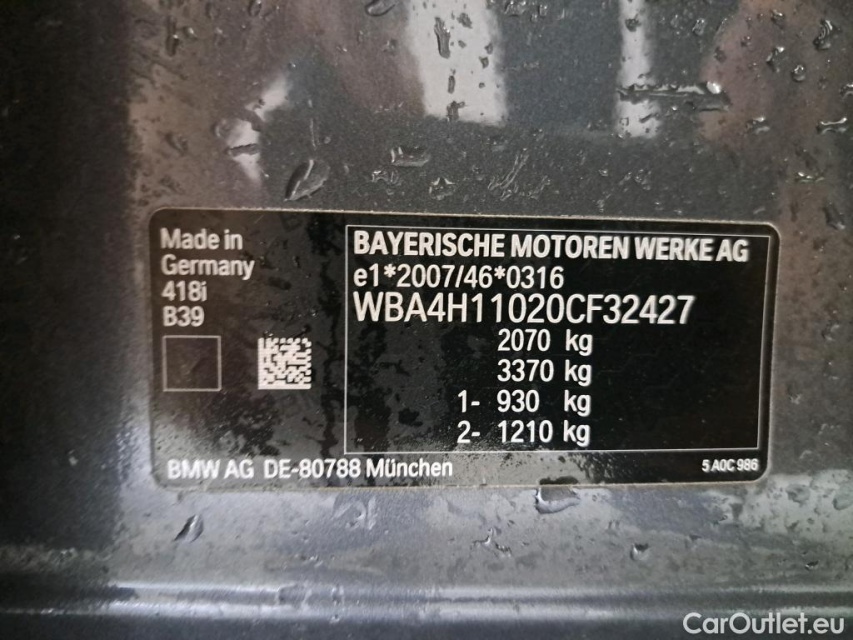 Made in
Germany
418i
B39
BAYERISCHE MOTOREN WERKE AG
e1*2007/46*0316
WBA4H11020CF32427
2070 kg
3370 kg
1- 930 kg
2- 1210 kg
BMW AG DE-80788 München
5 A0C 986
CarOutlet.eu